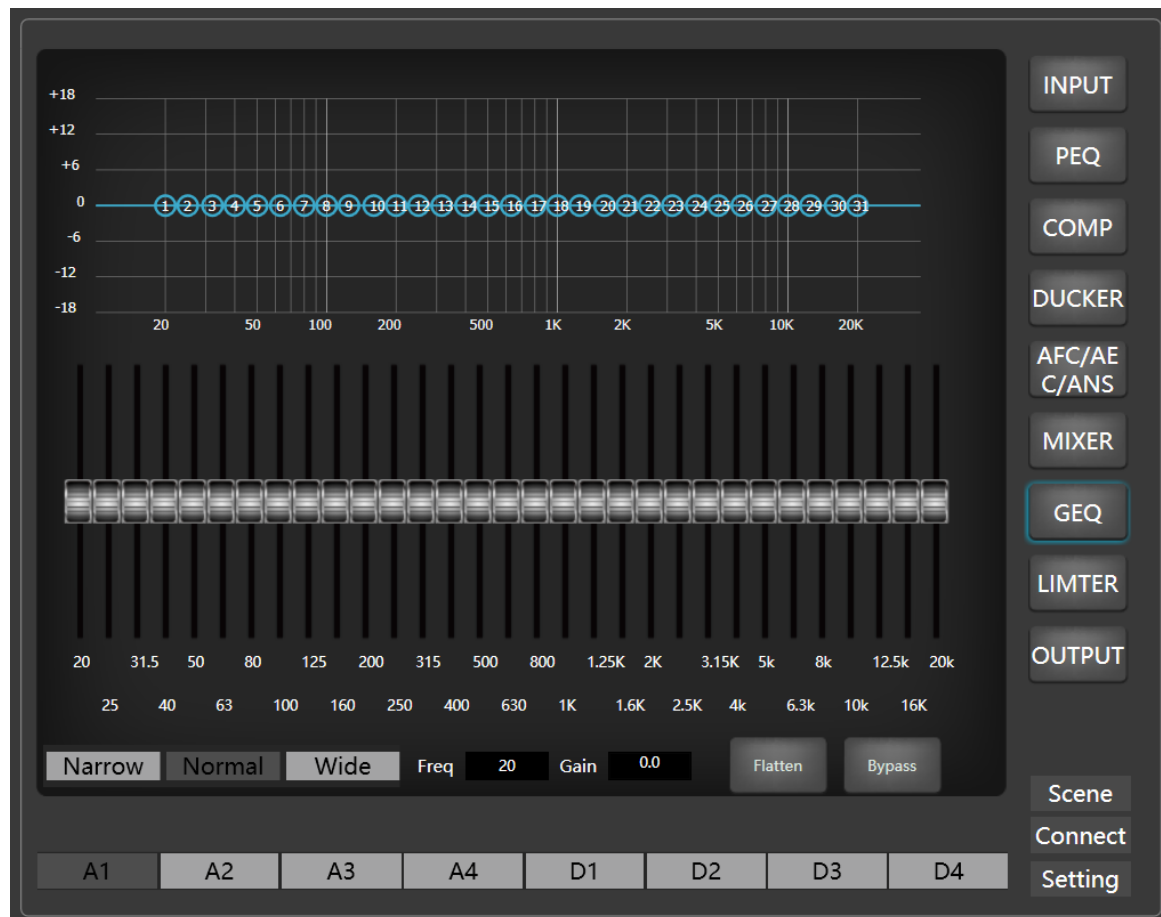 +18
+12
+6
0
-6
-12
-18
1 2 3 4 5 6 7 8 9 10 11 12 13 14 15 16 17 18 19 20 21 22 23 24 25 26 27 28 29 30 31
20 50 100 200 500 1K 2K 5K 10K 20K
20 31.5 50 80 125 200 315 500 800 1.25K 2K 3.15K 5k 8k 12.5k 20k
25 40 63 100 160 250 400 630 1K 1.6K 2.5K 4k 6.3k 10k 16K
Narrow Normal Wide Freq 20 Gain 0.0 Flatten Bypass
A1 A2 A3 A4 D1 D2 D3 D4
INPUT
PEQ
COMP
DUCKER
AFC/AE
C/ANS
MIXER
GEQ
LIMTER
OUTPUT
Scene
Connect
Setting